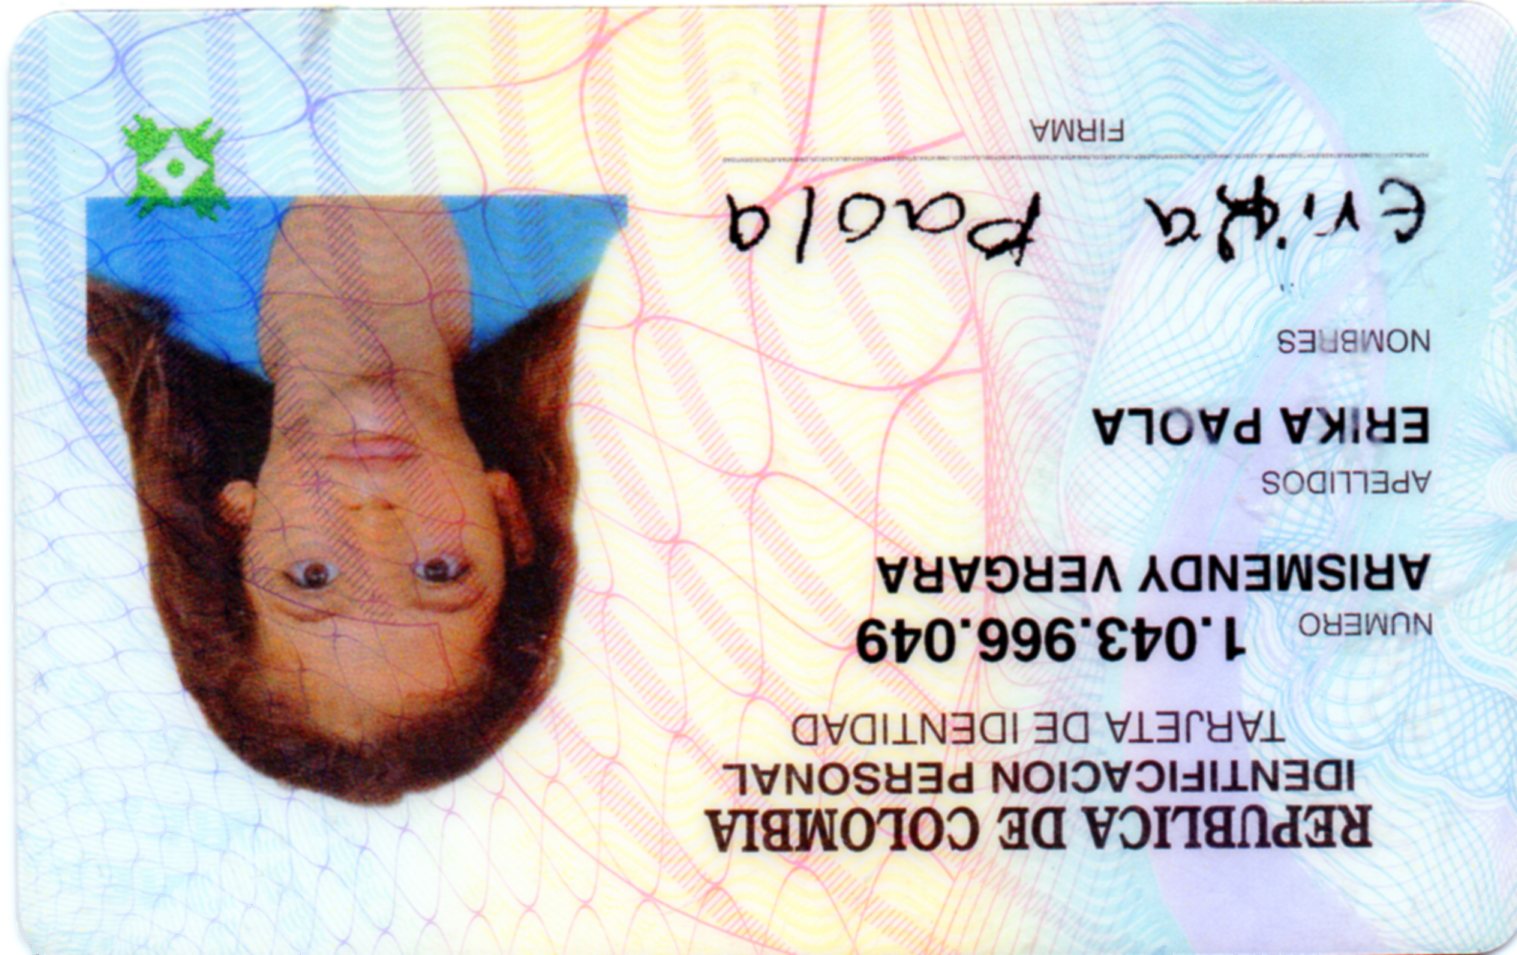 REPUBLICA DE COLOMBIA
IDENTIFICACION PERSONAL
TARJETA DE IDENTIDAD
NUMERO 1.043.966.049
ARISMENDY VERGARA
APELLIDOS
ERIKA PAOLA
NOMBRES
Erika Paola
FIRMA